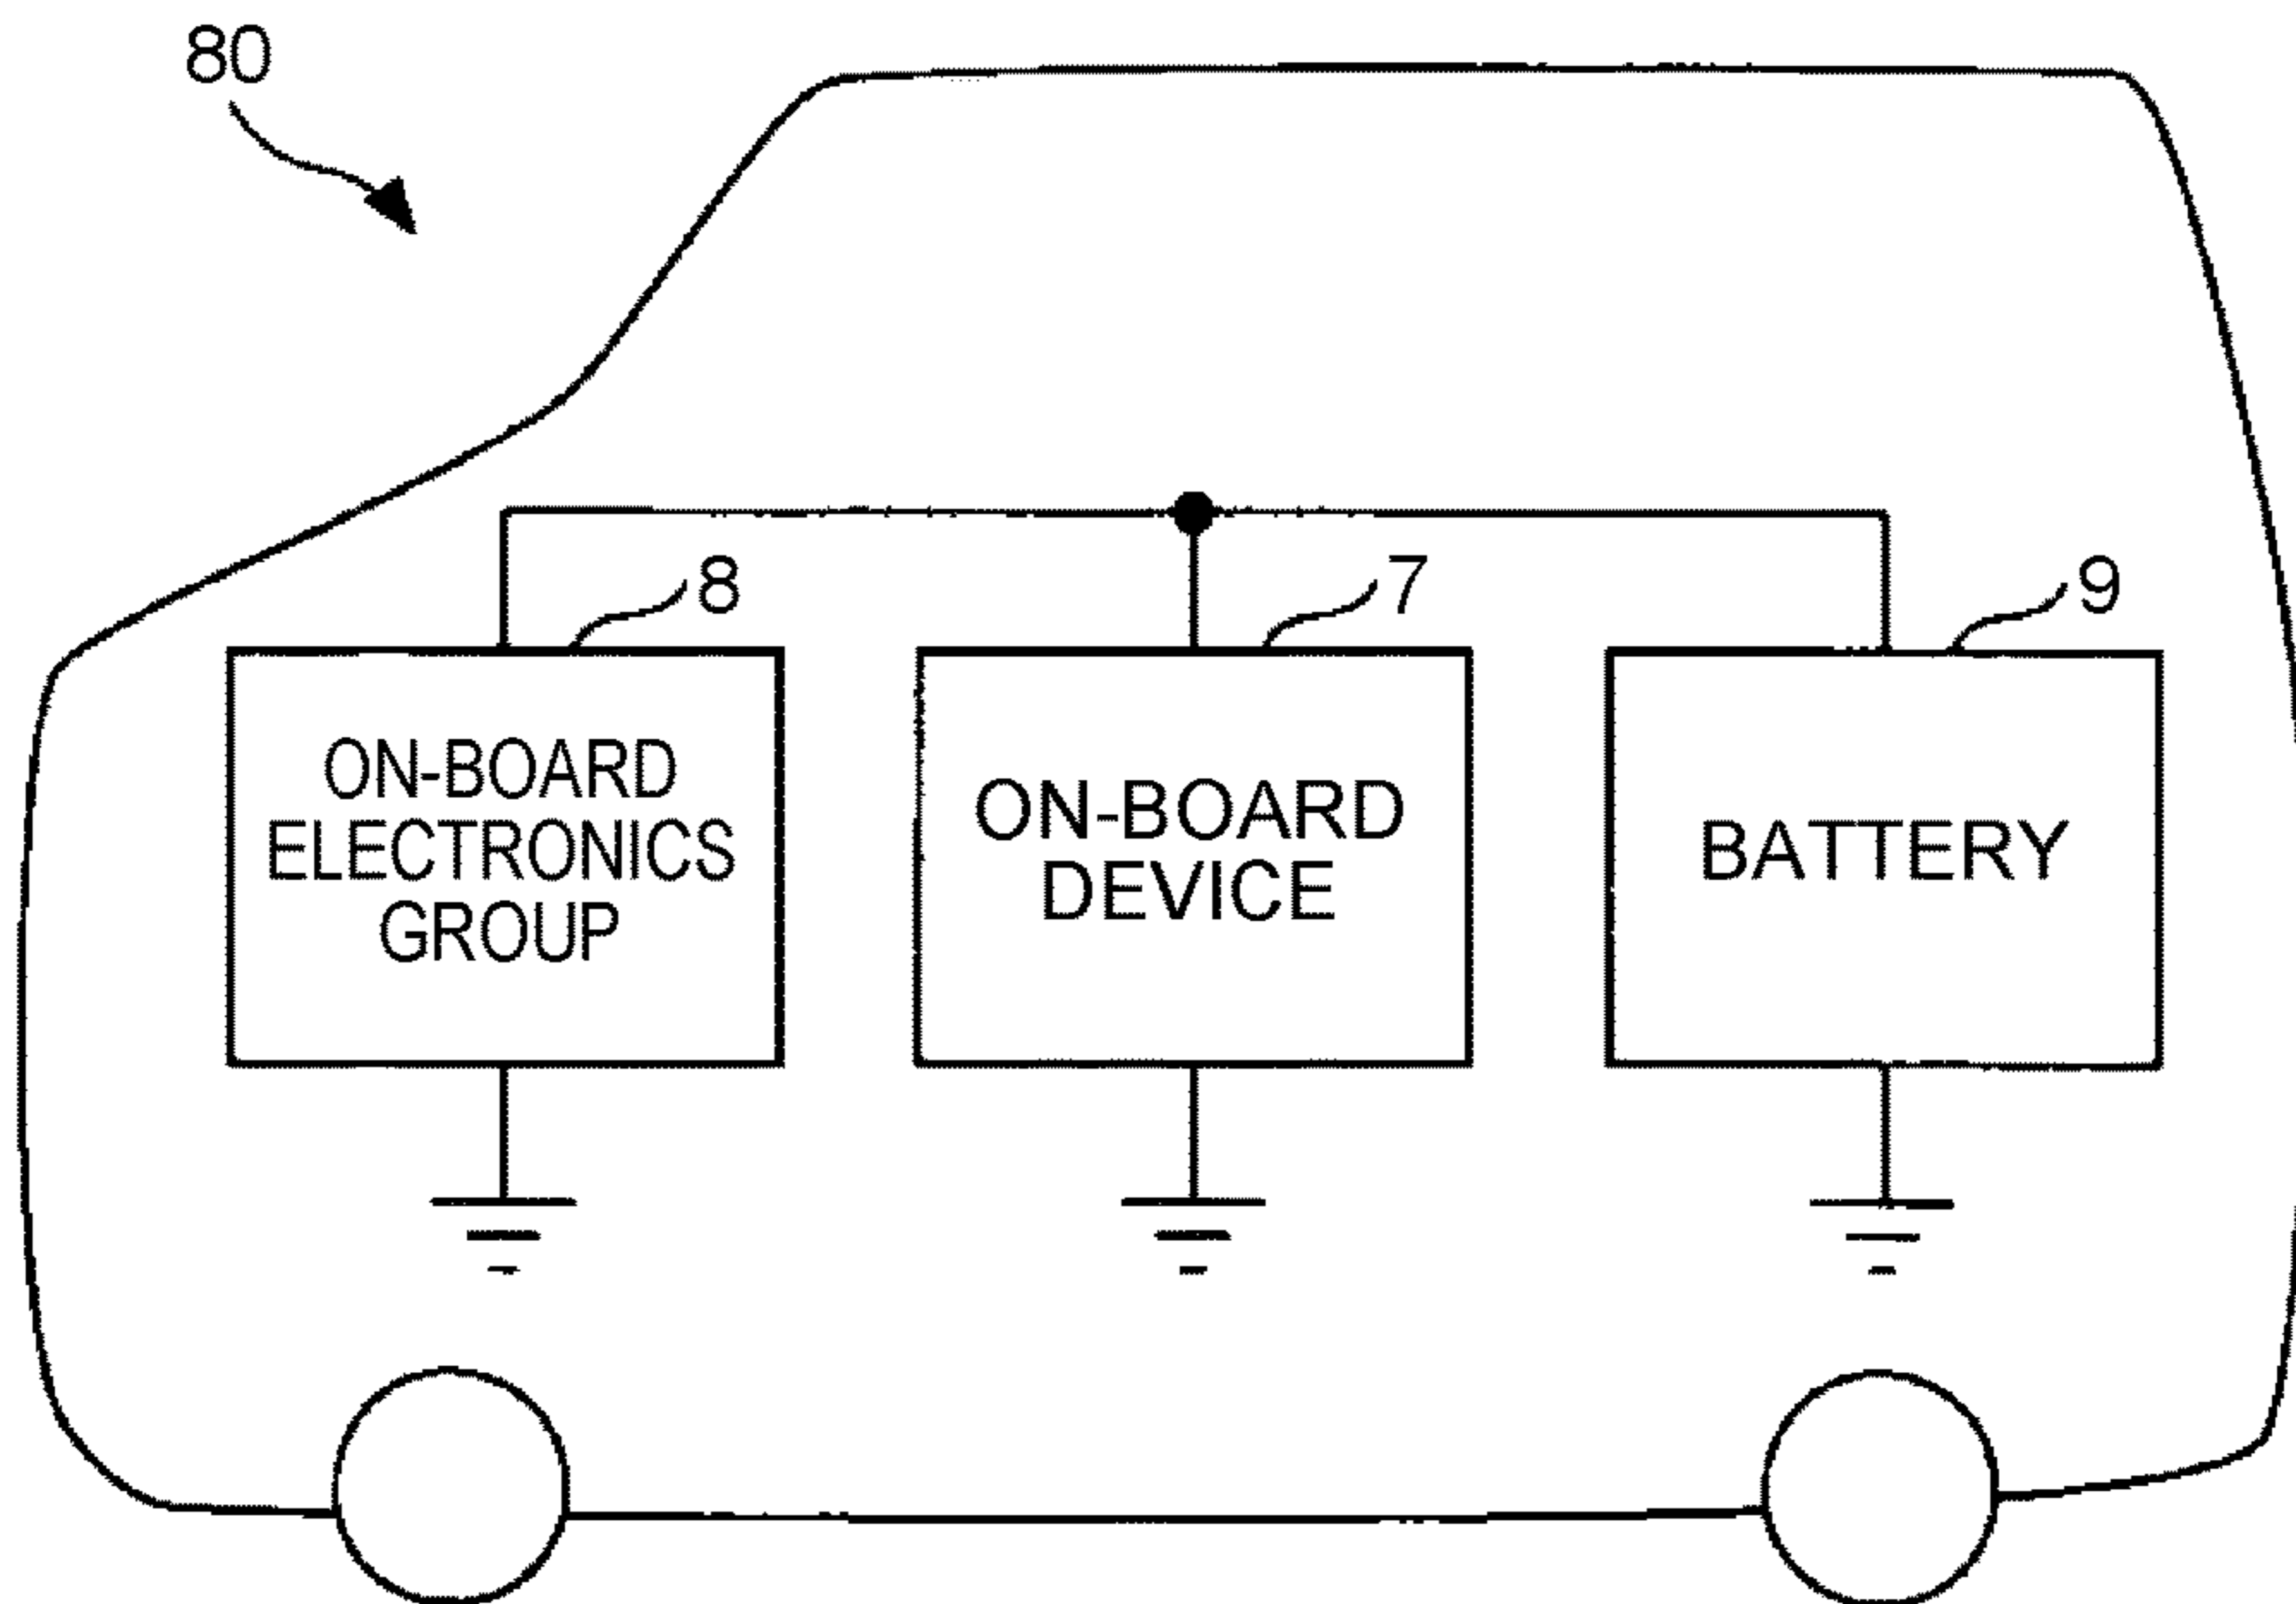 80
8
7
9
ON-BOARD
ELECTRONICS
GROUP
ON-BOARD
DEVICE
BATTERY